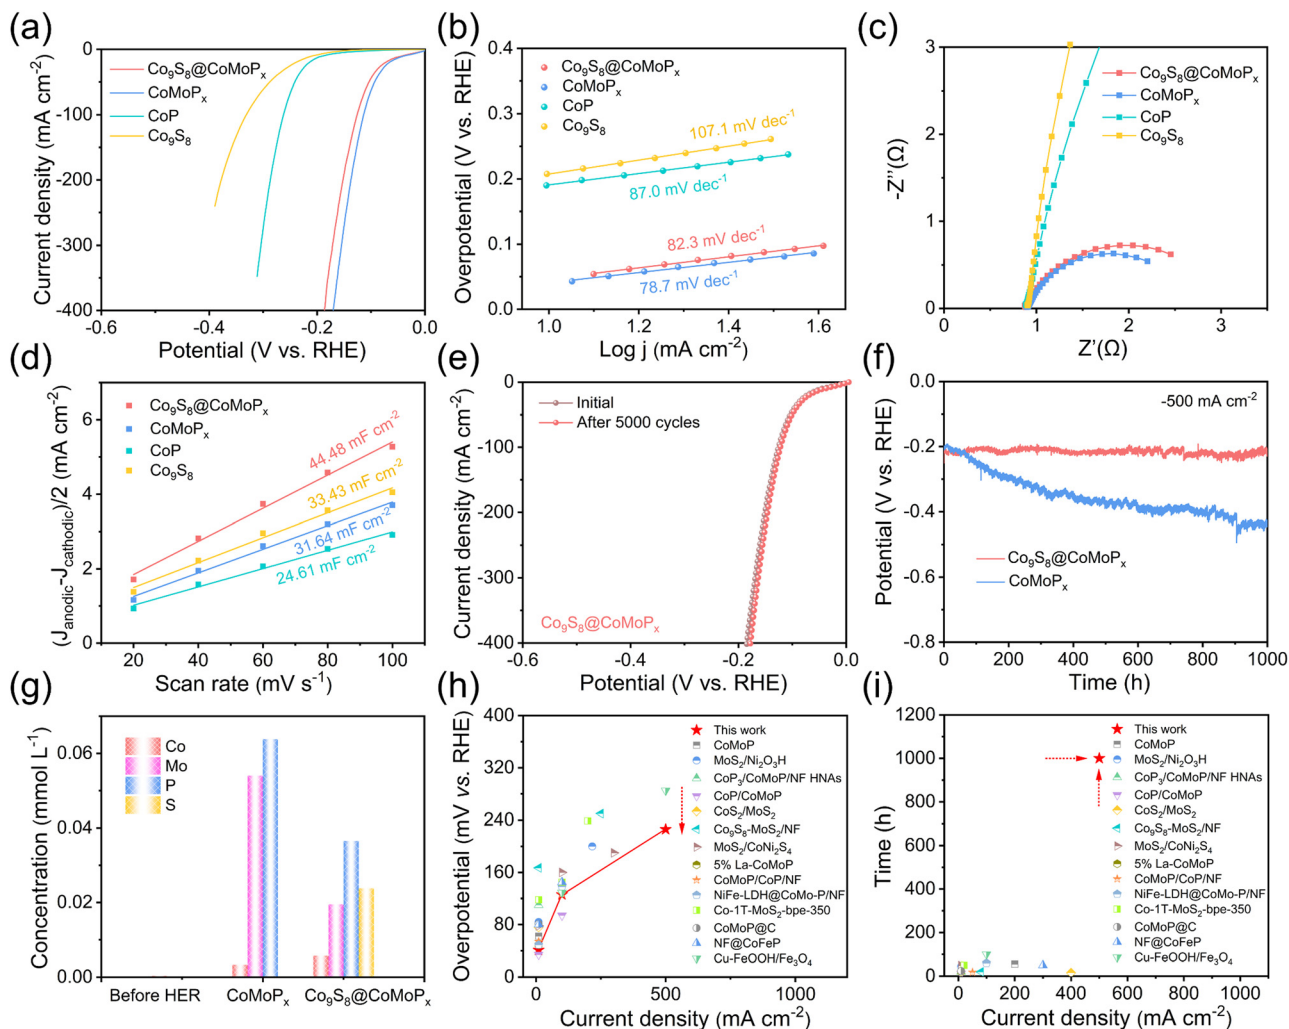 (a)
Current density (mA cm⁻²)
0
-100
-200
-300
-400
Co₉S₈@CoMoPₓ
CoMoPₓ
CoP
Co₉S₈
-0.6
-0.4
-0.2
0.0
Potential (V vs. RHE)
(b)
Overpotential (V vs. RHE)
0.4
0.3
0.2
0.1
0.0
Co₉S₈@CoMoPₓ
CoMoPₓ
CoP
Co₉S₈
107.1 mV dec⁻¹
87.0 mV dec⁻¹
82.3 mV dec⁻¹
78.7 mV dec⁻¹
1.0
1.2
1.4
1.6
Log j (mA cm⁻²)
(c)
-Z''(Ω)
3
2
1
0
Co₉S₈@CoMoPₓ
CoMoPₓ
CoP
Co₉S₈
0
1
2
3
Z'(Ω)
(d)
(J_anodic-J_cathodic)/2 (mA cm⁻²)
6
4
2
0
Co₉S₈@CoMoPₓ
CoMoPₓ
CoP
Co₉S₈
44.48 mF cm⁻²
33.43 mF cm⁻²
31.64 mF cm⁻²
24.61 mF cm⁻²
20
40
60
80
100
Scan rate (mV s⁻¹)
(e)
Current density (mA cm⁻²)
0
-100
-200
-300
-400
Initial
After 5000 cycles
Co₉S₈@CoMoPₓ
-0.6
-0.4
-0.2
0.0
Potential (V vs. RHE)
(f)
Potential (V vs. RHE)
0.0
-0.2
-0.4
-0.6
-0.8
-500 mA cm⁻²
Co₉S₈@CoMoPₓ
CoMoPₓ
0
200
400
600
800
1000
Time (h)
(g)
Concentration (mmol L⁻¹)
0.06
0.04
0.02
0.00
Co
Mo
P
S
Before HER
CoMoPₓ
Co₉S₈@CoMoPₓ
(h)
Overpotential (mV vs. RHE)
400
320
240
160
80
0
This work
CoMoP
MoS₂/Ni₂O₃H
CoP₃/CoMoP/NF HNAs
CoP/CoMoP
CoS₂/MoS₂
Co₉S₈-MoS₂/NF
MoS₂/CoNi₂S₄
5% La-CoMoP
CoMoP/CoP/NF
NiFe-LDH@CoMo-P/NF
Co-1T-MoS₂-bpe-350
CoMoP@C
NF@CoFeP
Cu-FeOOH/Fe₃O₄
0
500
1000
Current density (mA cm⁻²)
(i)
Time (h)
1200
1050
900
750
600
450
300
150
0
This work
CoMoP
MoS₂/Ni₂O₃H
CoP₃/CoMoP/NF HNAs
CoP/CoMoP
CoS₂/MoS₂
Co₉S₈-MoS₂/NF
MoS₂/CoNi₂S₄
5% La-CoMoP
CoMoP/CoP/NF
NiFe-LDH@CoMo-P/NF
Co-1T-MoS₂-bpe-350
CoMoP@C
NF@CoFeP
Cu-FeOOH/Fe₃O₄
0
200
400
600
800
1000
Current density (mA cm⁻²)